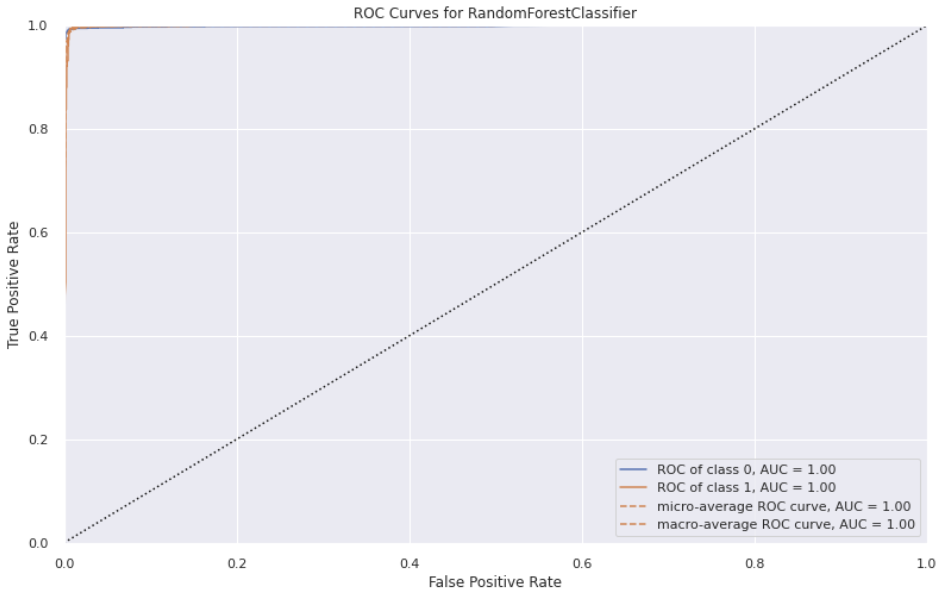 ROC Curves for RandomForestClassifier
1.0
0.8
0.6
0.4
0.2
0.0
True Positive Rate
ROC of class 0, AUC = 1.00
ROC of class 1, AUC = 1.00
micro-average ROC curve, AUC = 1.00
macro-average ROC curve, AUC = 1.00
0.0 0.2 0.4 0.6 0.8 1.0
False Positive Rate